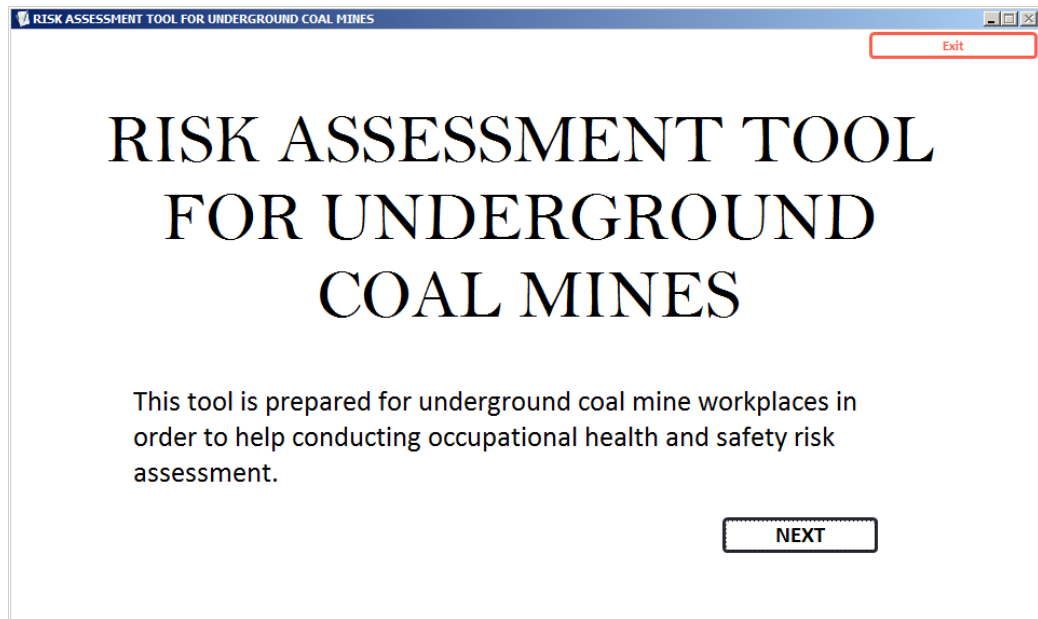 RISK ASSESSMENT TOOL FOR UNDERGROUND COAL MINES
Exit
RISK ASSESSMENT TOOL
FOR UNDERGROUND
COAL MINES
This tool is prepared for underground coal mine workplaces in
order to help conducting occupational health and safety risk
assessment.
NEXT